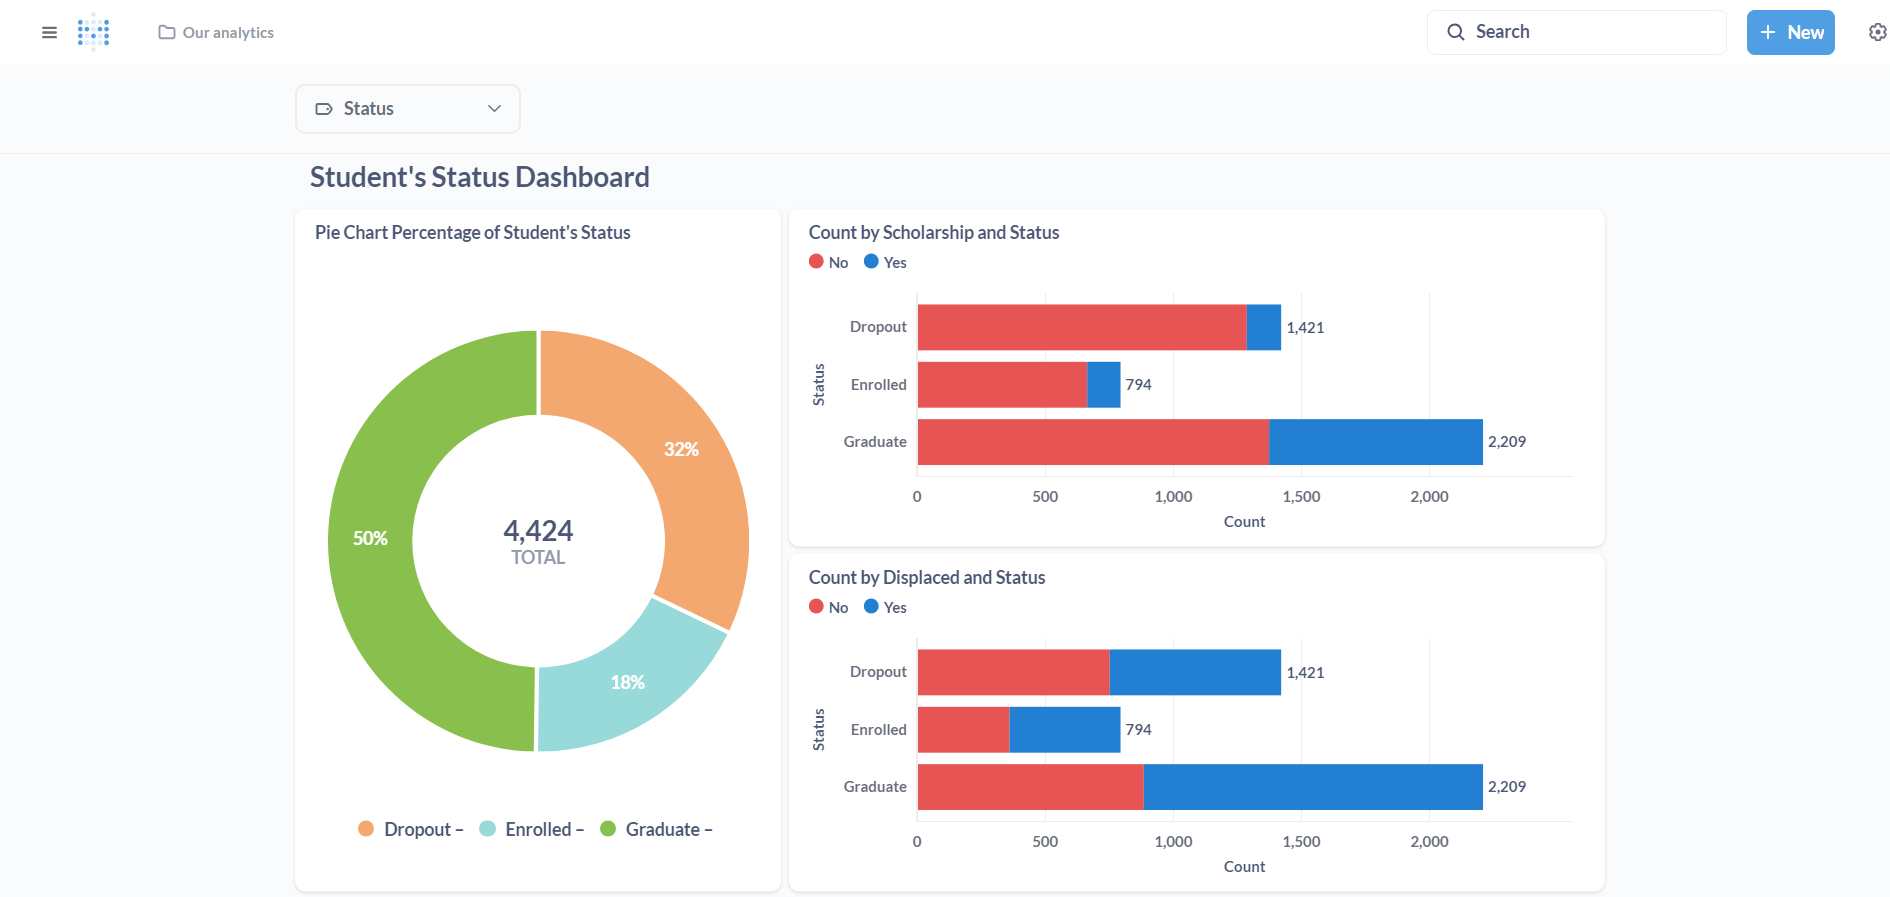 Our analytics
Search
New
Status
Student's Status Dashboard
Pie Chart Percentage of Student's Status
32%
50%
18%
4,424
TOTAL
Dropout – Enrolled – Graduate –
Count by Scholarship and Status
No Yes
Status
Dropout 1,421
Enrolled 794
Graduate 2,209
0 500 1,000 1,500 2,000
Count
Count by Displaced and Status
No Yes
Status
Dropout 1,421
Enrolled 794
Graduate 2,209
0 500 1,000 1,500 2,000
Count